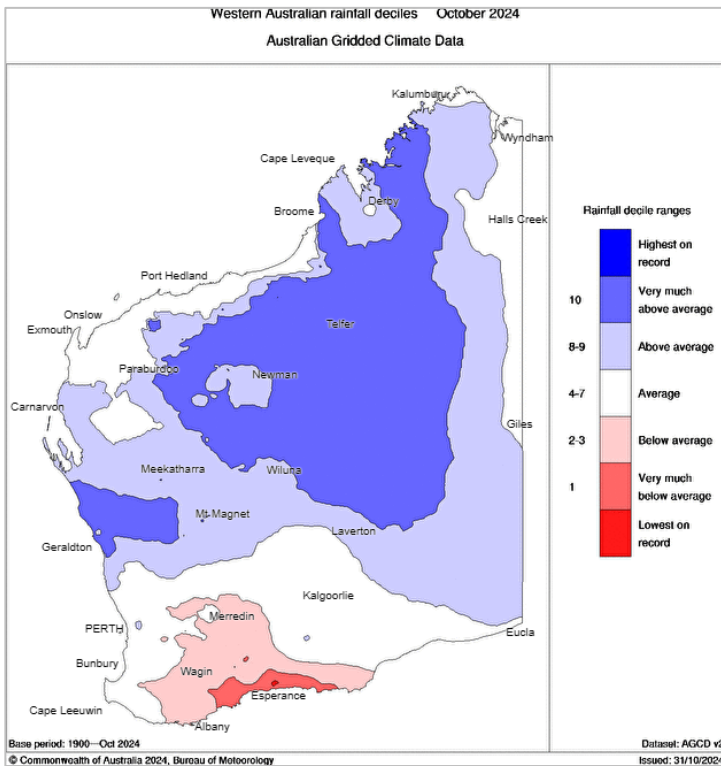 Western Australian rainfall deciles October 2024
Australian Gridded Climate Data
Kalumburu
Wyndham
Cape Leveque
Derby
Broome
Halls Creek
Port Hedland
Onslow
Exmouth
Telfer
Paraburdoo
Newman
Carnarvon
Giles
Meekatharra
Wiluna
Mt Magnet
Laverton
Geraldton
Kalgoorlie
Merredin
PERTH
Eucla
Bunbury
Wagin
Esperance
Cape Leeuwin
Albany
Rainfall decile ranges
Highest on
record
10 Very much
above average
8-9 Above average
4-7 Average
2-3 Below average
1 Very much
below average
Lowest on
record
Base period: 1900—Oct 2024
Dataset: AGCD v2
© Commonwealth of Australia 2024, Bureau of Meteorology
Issued: 31/10/2024